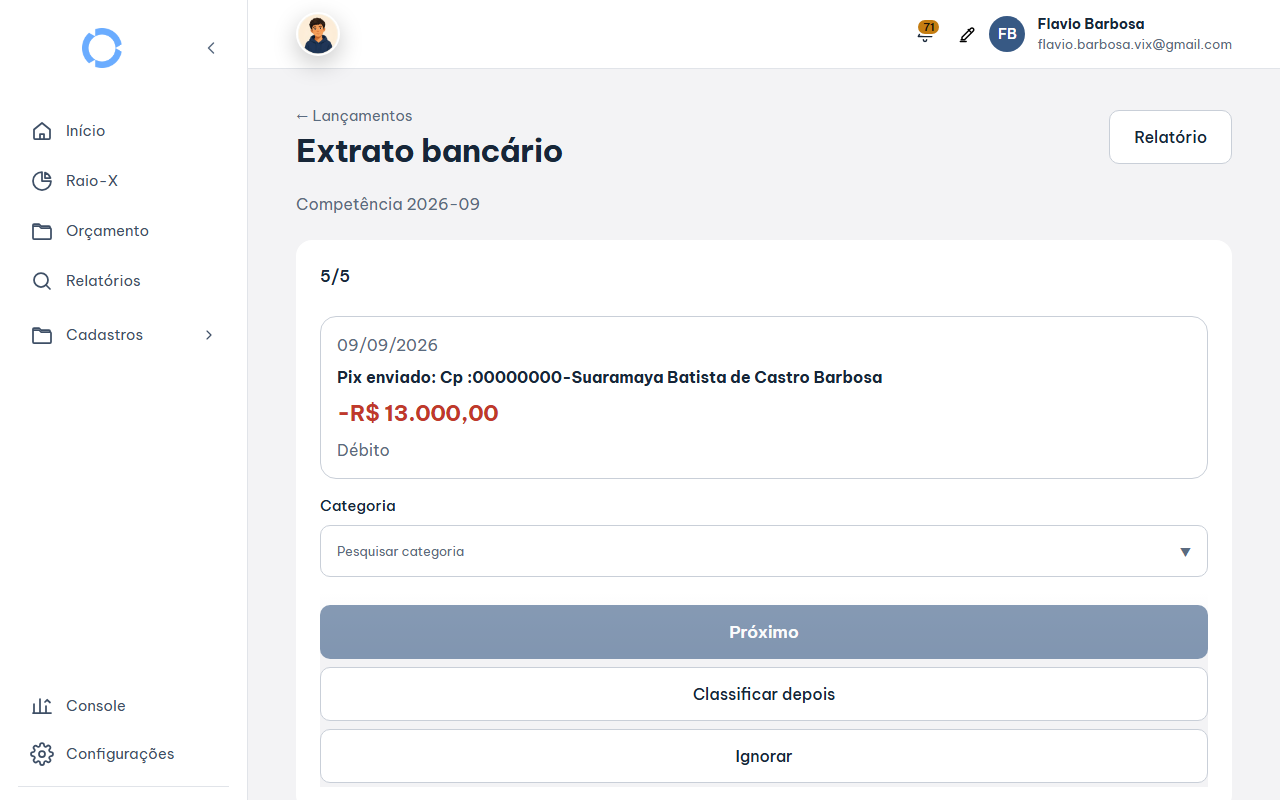 71
FB
Flavio Barbosa
flavio.barbosa.vix@gmail.com
Início
Raio-X
Orçamento
Relatórios
Cadastros
Console
Configurações
← Lançamentos
Extrato bancário
Relatório
Competência 2026-09
5/5
09/09/2026
Pix enviado: Cp :00000000-Suaramaya Batista de Castro Barbosa
-R$ 13.000,00
Débito
Categoria
Pesquisar categoria
Próximo
Classificar depois
Ignorar